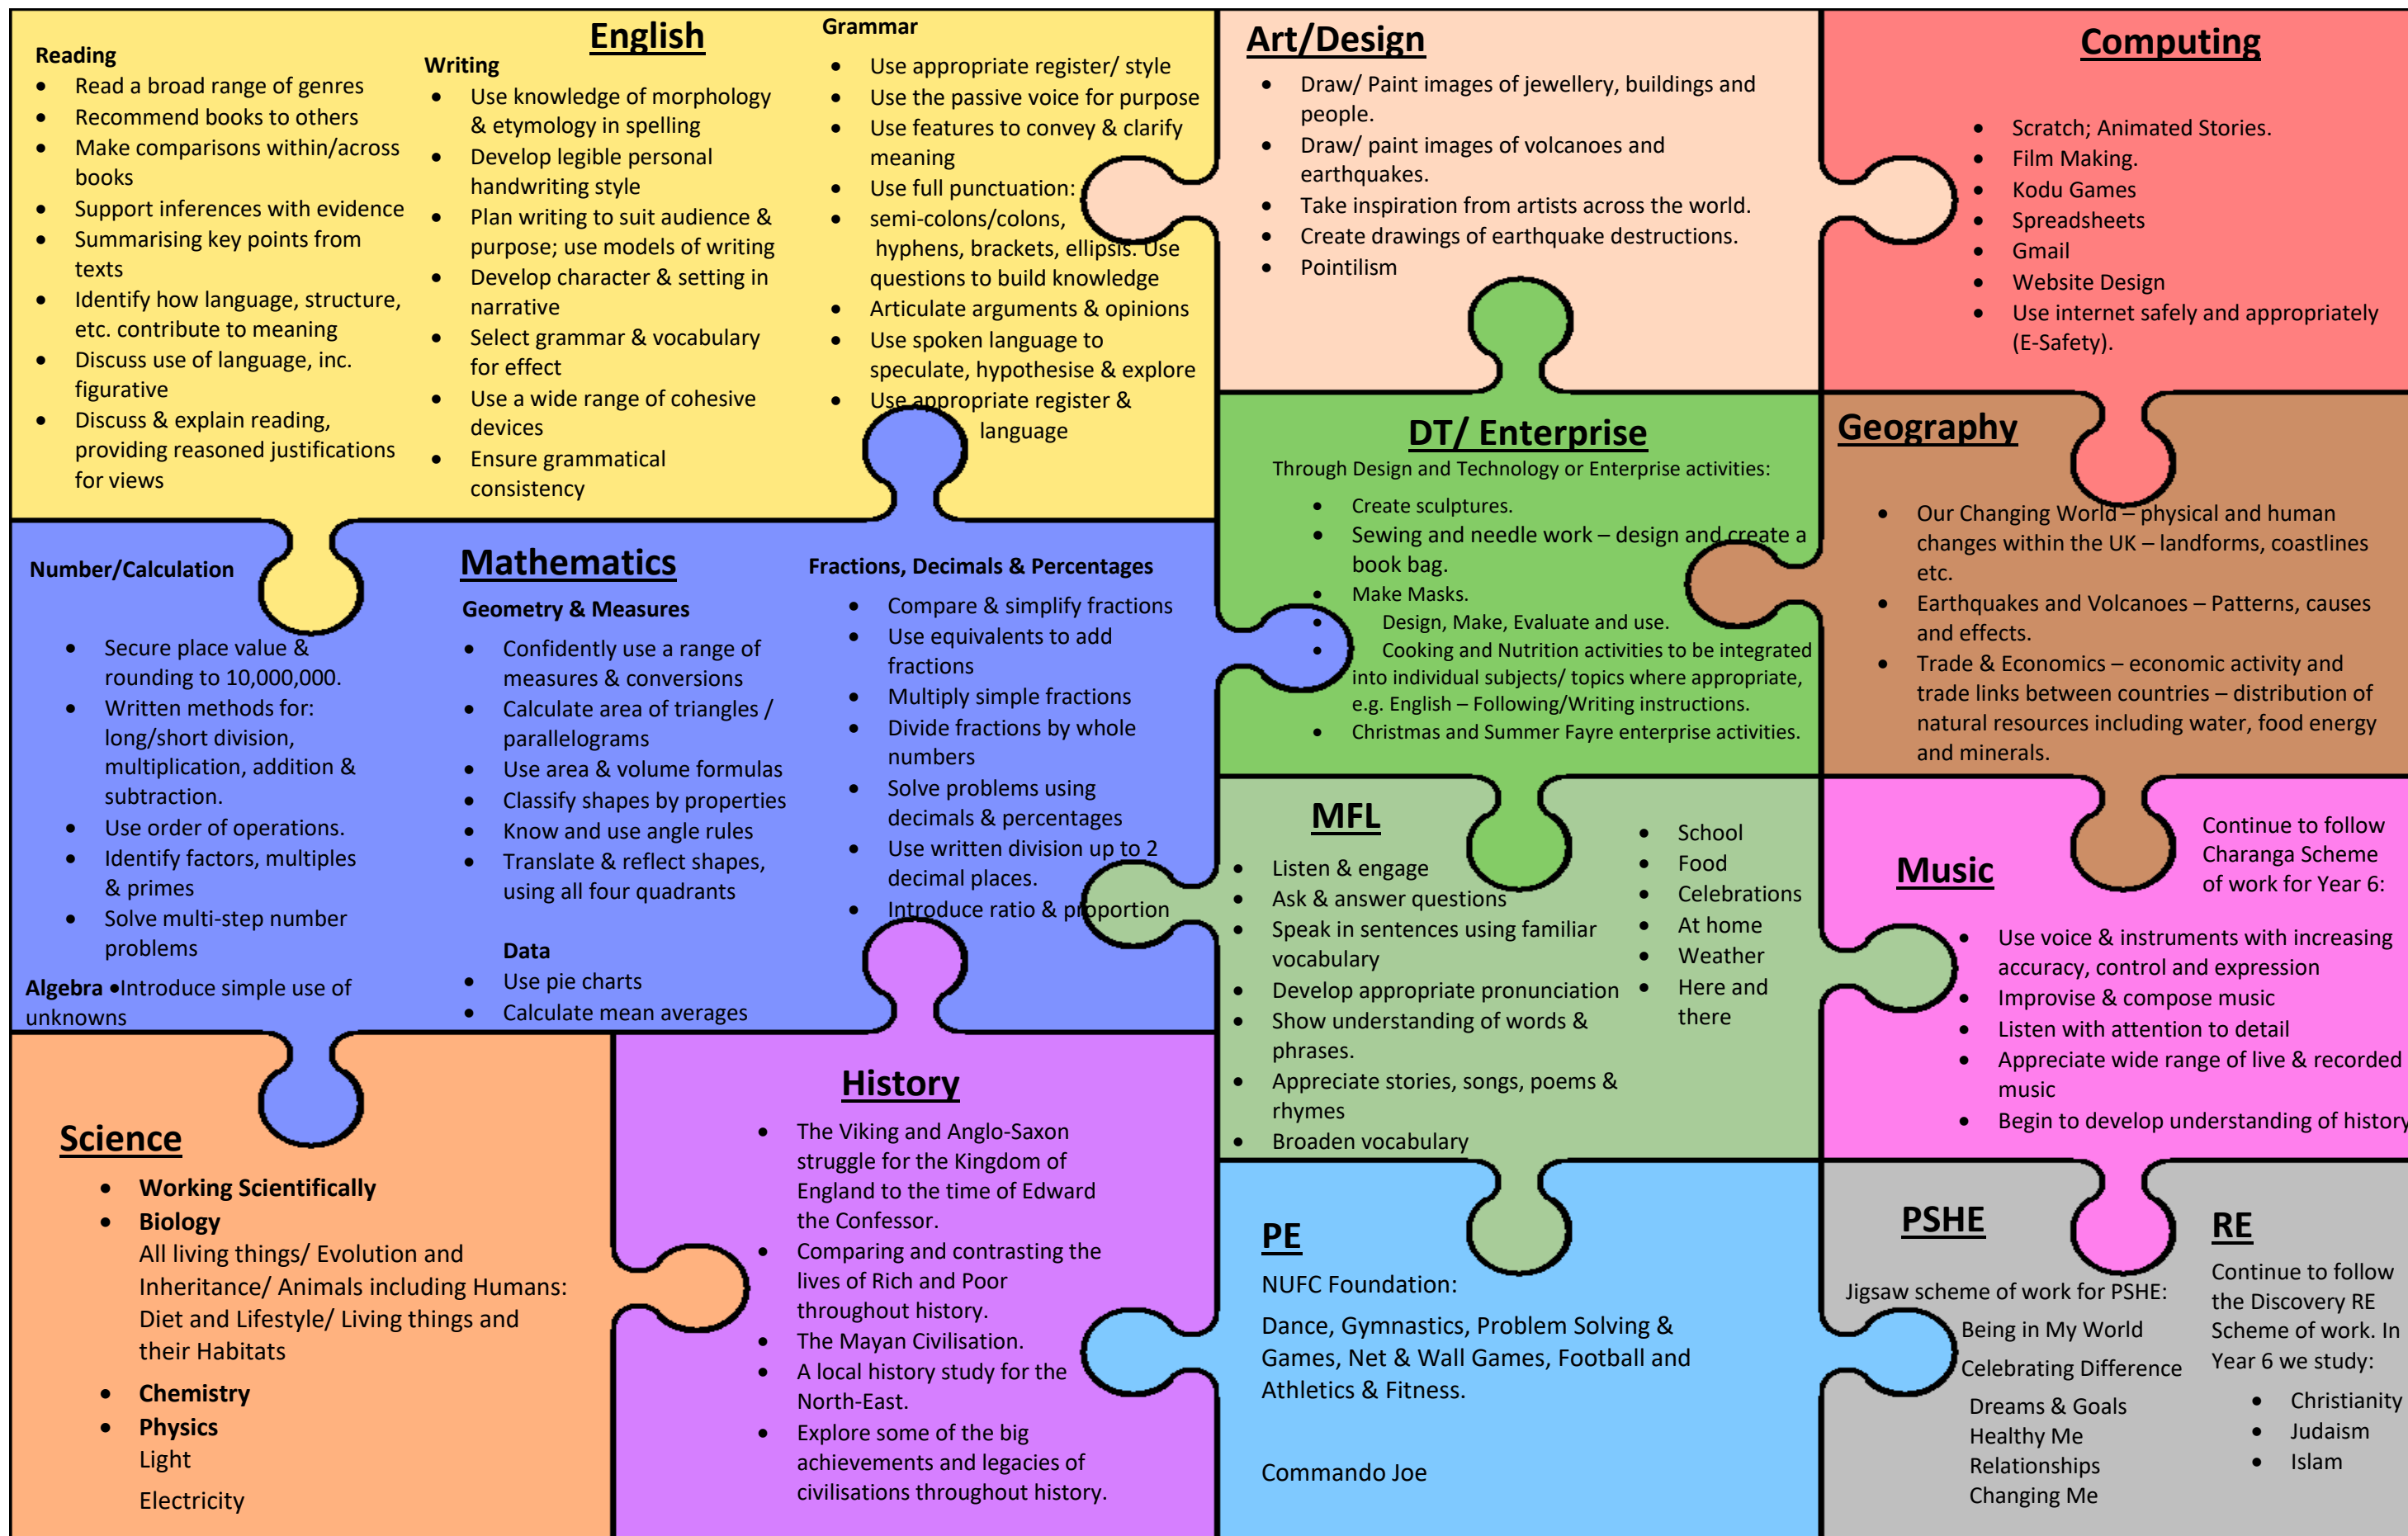 English
Reading
• Read a broad range of genres
• Recommend books to others
• Make comparisons within/across
books
• Support inferences with evidence
• Summarising key points from
texts
• Identify how language, structure,
etc. contribute to meaning
• Discuss use of language, inc.
figurative
• Discuss & explain reading,
providing reasoned justifications
for views
Writing
• Use knowledge of morphology
& etymology in spelling
• Develop legible personal
handwriting style
• Plan writing to suit audience &
purpose; use models of writing
• Develop character & setting in
narrative
• Select grammar & vocabulary
for effect
• Use a wide range of cohesive
devices
• Ensure grammatical
consistency
Grammar
• Use appropriate register/ style
• Use the passive voice for purpose
• Use features to convey & clarify
meaning
• Use full punctuation:
• semi-colons/colons,
hyphens, brackets, ellipsis. Use
questions to build knowledge
• Articulate arguments & opinions
• Use spoken language to
speculate, hypothesise & explore
• Use appropriate register &
language
Art/Design
• Draw/ Paint images of jewellery, buildings and
people.
• Draw/ paint images of volcanoes and
earthquakes.
• Take inspiration from artists across the world.
• Create drawings of earthquake destructions.
• Pointilism
Computing
• Scratch; Animated Stories.
• Film Making.
• Kodu Games
• Spreadsheets
• Gmail
• Website Design
• Use internet safely and appropriately
(E-Safety).
DT/ Enterprise
Through Design and Technology or Enterprise activities:
• Create sculptures.
• Sewing and needle work – design and create a
book bag.
• Make Masks.
• Design, Make, Evaluate and use.
• Cooking and Nutrition activities to be integrated
into individual subjects/ topics where appropriate,
e.g. English – Following/Writing instructions.
• Christmas and Summer Fayre enterprise activities.
Geography
• Our Changing World – physical and human
changes within the UK – landforms, coastlines
etc.
• Earthquakes and Volcanoes – Patterns, causes
and effects.
• Trade & Economics – economic activity and
trade links between countries – distribution of
natural resources including water, food energy
and minerals.
Mathematics
Number/Calculation
• Secure place value &
rounding to 10,000,000.
• Written methods for:
long/short division,
multiplication, addition &
subtraction.
• Use order of operations.
• Identify factors, multiples
& primes
• Solve multi-step number
problems
Algebra •Introduce simple use of
unknowns
Geometry & Measures
• Confidently use a range of
measures & conversions
• Calculate area of triangles /
parallelograms
• Use area & volume formulas
• Classify shapes by properties
• Know and use angle rules
• Translate & reflect shapes,
using all four quadrants
Data
• Use pie charts
• Calculate mean averages
Fractions, Decimals & Percentages
• Compare & simplify fractions
• Use equivalents to add
fractions
• Multiply simple fractions
• Divide fractions by whole
numbers
• Solve problems using
decimals & percentages
• Use written division up to 2
decimal places.
• Introduce ratio & proportion
MFL
• Listen & engage
• Ask & answer questions
• Speak in sentences using familiar
vocabulary
• Develop appropriate pronunciation
• Show understanding of words &
phrases.
• Appreciate stories, songs, poems &
rhymes
• Broaden vocabulary
• School
• Food
• Celebrations
• At home
• Weather
• Here and
there
Music
Continue to follow
Charanga Scheme
of work for Year 6:
• Use voice & instruments with increasing
accuracy, control and expression
• Improvise & compose music
• Listen with attention to detail
• Appreciate wide range of live & recorded
music
• Begin to develop understanding of history
Science
• Working Scientifically
• Biology
All living things/ Evolution and
Inheritance/ Animals including Humans:
Diet and Lifestyle/ Living things and
their Habitats
• Chemistry
• Physics
Light
Electricity
History
• The Viking and Anglo-Saxon
struggle for the Kingdom of
England to the time of Edward
the Confessor.
• Comparing and contrasting the
lives of Rich and Poor
throughout history.
• The Mayan Civilisation.
• A local history study for the
North-East.
• Explore some of the big
achievements and legacies of
civilisations throughout history.
PE
NUFC Foundation:
Dance, Gymnastics, Problem Solving &
Games, Net & Wall Games, Football and
Athletics & Fitness.
Commando Joe
PSHE
Jigsaw scheme of work for PSHE:
Being in My World
Celebrating Difference
Dreams & Goals
Healthy Me
Relationships
Changing Me
RE
Continue to follow
the Discovery RE
Scheme of work. In
Year 6 we study:
• Christianity
• Judaism
• Islam